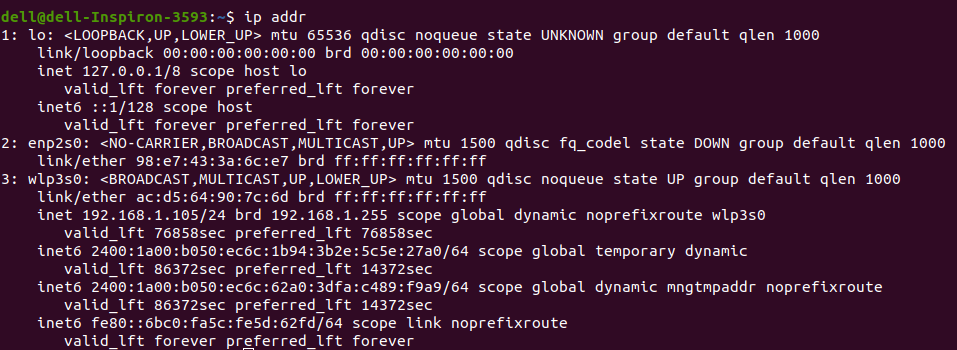 dell@dell-Inspiron-3593:~$ ip addr
1: lo: <LOOPBACK,UP,LOWER_UP> mtu 65536 qdisc noqueue state UNKNOWN group default qlen 1000
    link/loopback 00:00:00:00:00:00 brd 00:00:00:00:00:00
    inet 127.0.0.1/8 scope host lo
       valid_lft forever preferred_lft forever
    inet6 ::1/128 scope host
       valid_lft forever preferred_lft forever
2: enp2s0: <NO-CARRIER,BROADCAST,MULTICAST,UP> mtu 1500 qdisc fq_codel state DOWN group default qlen 1000
    link/ether 98:e7:43:3a:6c:e7 brd ff:ff:ff:ff:ff:ff
3: wlp3s0: <BROADCAST,MULTICAST,UP,LOWER_UP> mtu 1500 qdisc noqueue state UP group default qlen 1000
    link/ether ac:d5:64:90:7c:6d brd ff:ff:ff:ff:ff:ff
    inet 192.168.1.105/24 brd 192.168.1.255 scope global dynamic noprefixroute wlp3s0
       valid_lft 76858sec preferred_lft 76858sec
    inet6 2400:1a00:b050:ec6c:1b94:3b2e:5c5e:27a0/64 scope global temporary dynamic
       valid_lft 86372sec preferred_lft 14372sec
    inet6 2400:1a00:b050:ec6c:62a0:3dfa:c489:f9a9/64 scope global dynamic mngtmpaddr noprefixroute
       valid_lft 86372sec preferred_lft 14372sec
    inet6 fe80::6bc0:fa5c:fe5d:62fd/64 scope link noprefixroute
       valid_lft forever preferred_lft forever